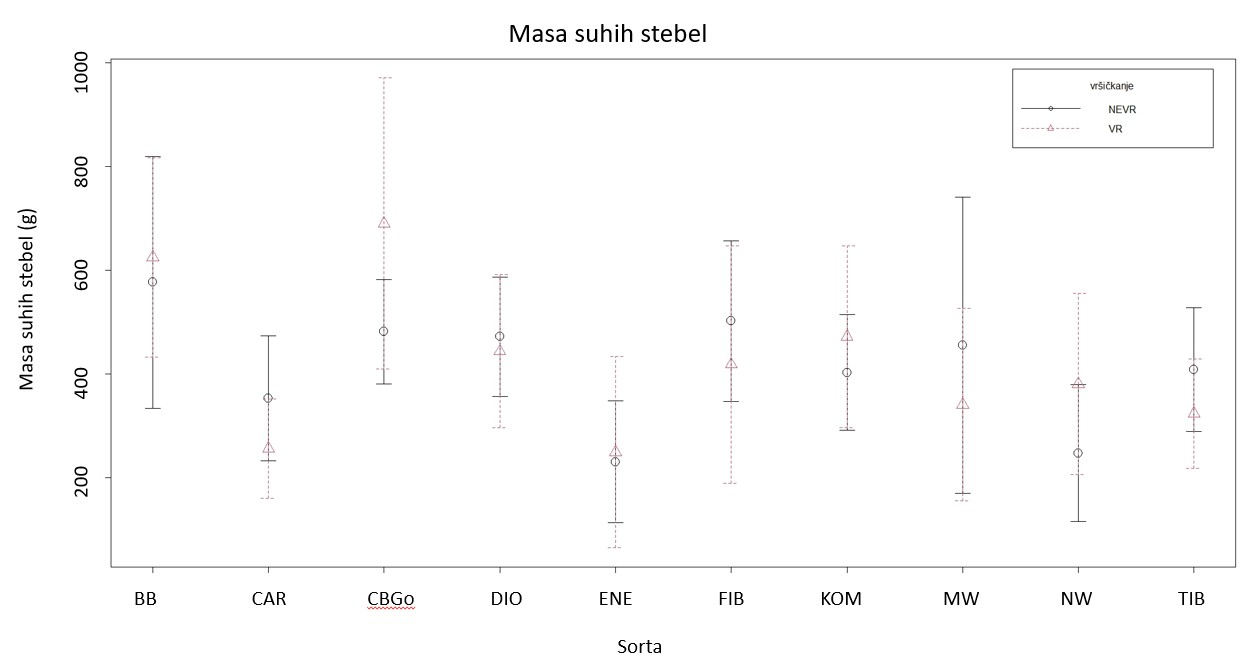 Masa suhih stebel
Masa suhih stebel (g)
1000
800
600
400
200
vršičkanje
NEVR
VR
BB CAR CBGo DIO ENE FIB KOM MW NW TIB
Sorta